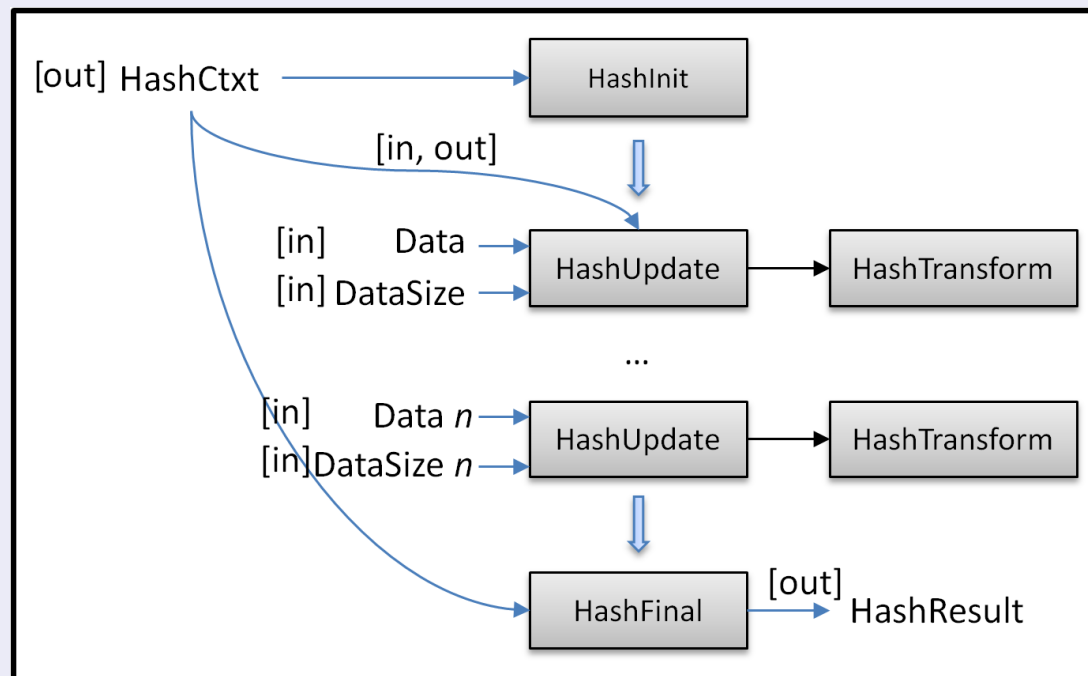 [out] HashCtxt
HashInit
[in, out]
[in] Data
[in] DataSize
HashUpdate
HashTransform
...
[in] Data n
[in] DataSize n
HashUpdate
HashTransform
HashFinal
[out]
HashResult